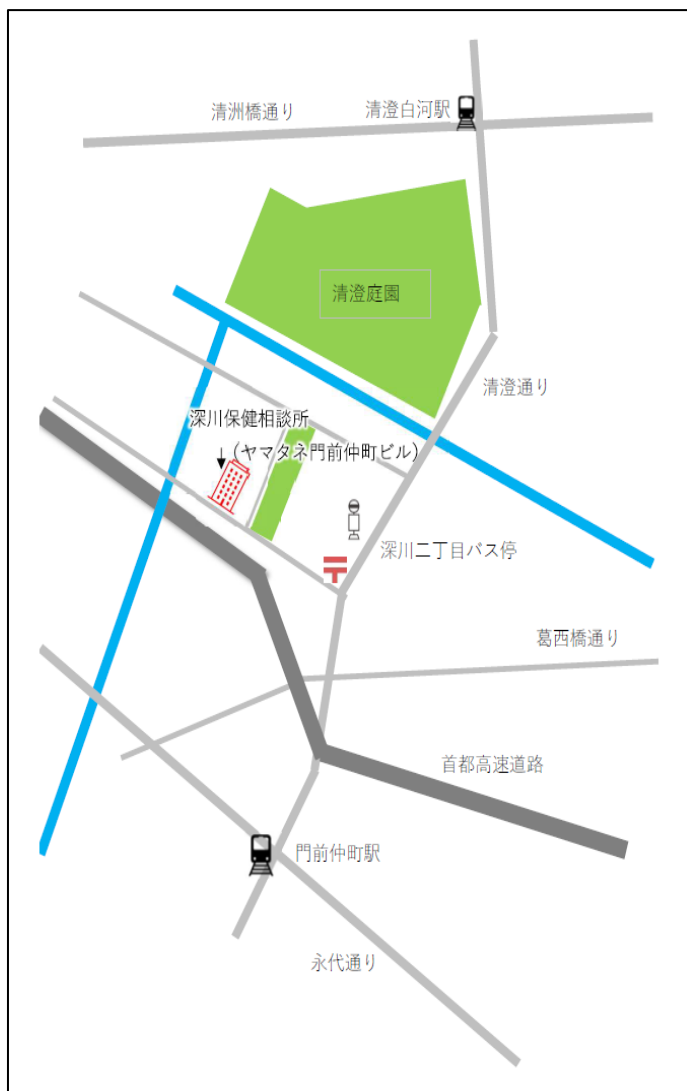 清洲橋通り
清澄白河駅
清澄庭園
清澄通り
深川保健相談所
(ヤマタネ門前仲町ビル)
深川二丁目バス停
葛西橋通り
首都高速道路
門前仲町駅
永代通り